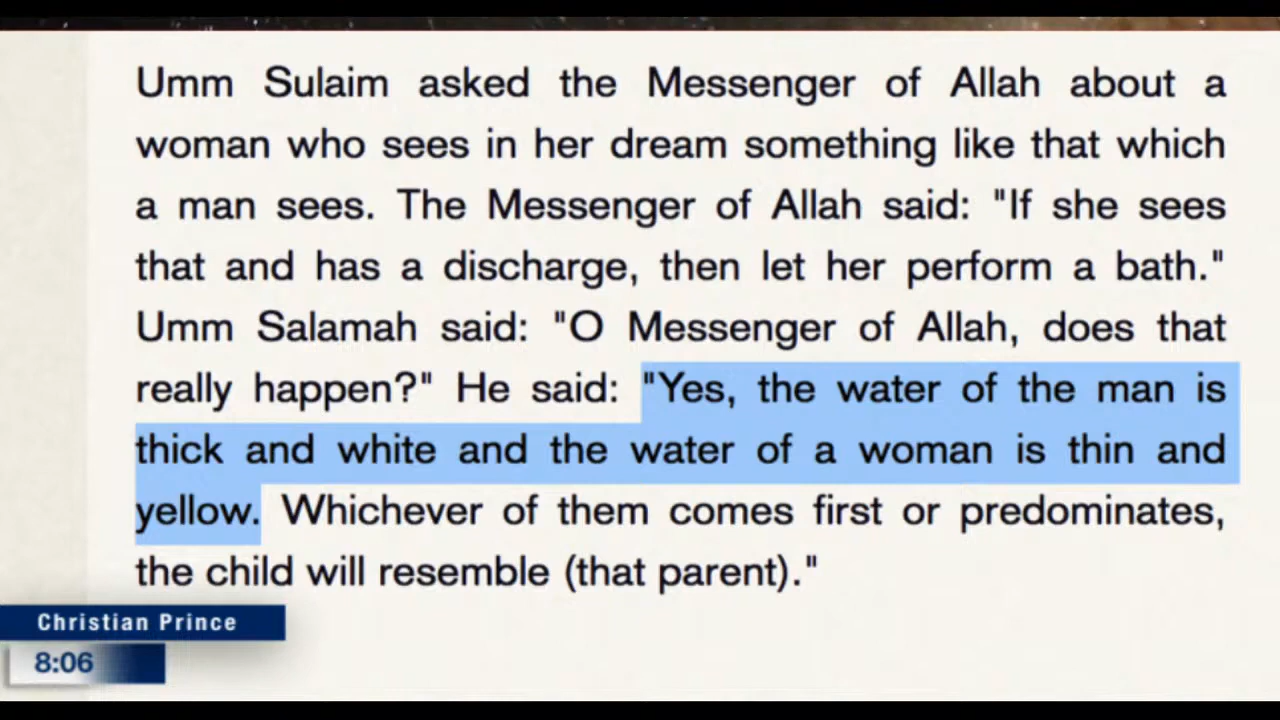 Umm Sulaim asked the Messenger of Allah about a
woman who sees in her dream something like that which
a man sees. The Messenger of Allah said: "If she sees
that and has a discharge, then let her perform a bath."
Umm Salamah said: "O Messenger of Allah, does that
really happen?" He said: "Yes, the water of the man is
thick and white and the water of a woman is thin and
yellow. Whichever of them comes first or predominates,
the child will resemble (that parent)."
Christian Prince
8:06